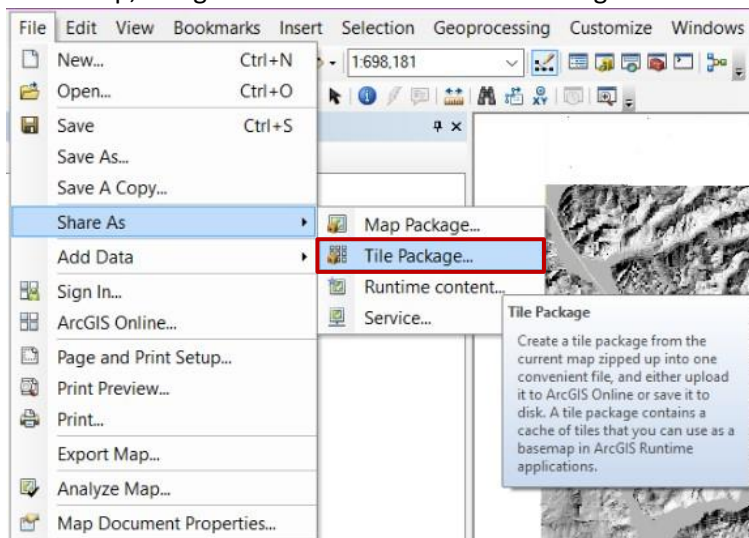 File Edit View Bookmarks Insert Selection Geoprocessing Customize Windows
New... Ctrl+N
1:698,181
Open... Ctrl+O
Save Ctrl+S
Save As...
Save A Copy...
Share As
Map Package...
Add Data
Tile Package...
Sign In...
Runtime content...
ArcGIS Online...
Service...
Page and Print Setup...
Print Preview...
Print...
Export Map...
Analyze Map...
Map Document Properties...
Tile Package
Create a tile package from the
current map zipped up into one
convenient file, and either upload
it to ArcGIS Online or save it to
disk. A tile package contains a
cache of tiles that you can use as a
basemap in ArcGIS Runtime
applications.